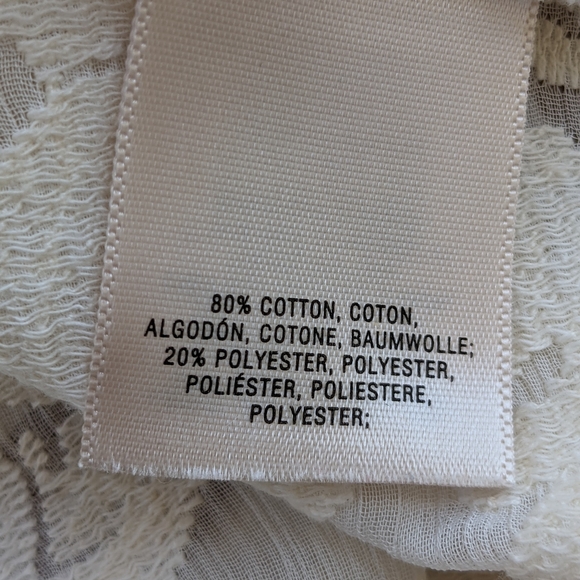 80% COTTON, COTON,
ALGODÓN, COTONE, BAUMWOLLE;
20% POLYESTER, POLYESTER,
POLIÉSTER, POLIESTERE,
POLYESTER;